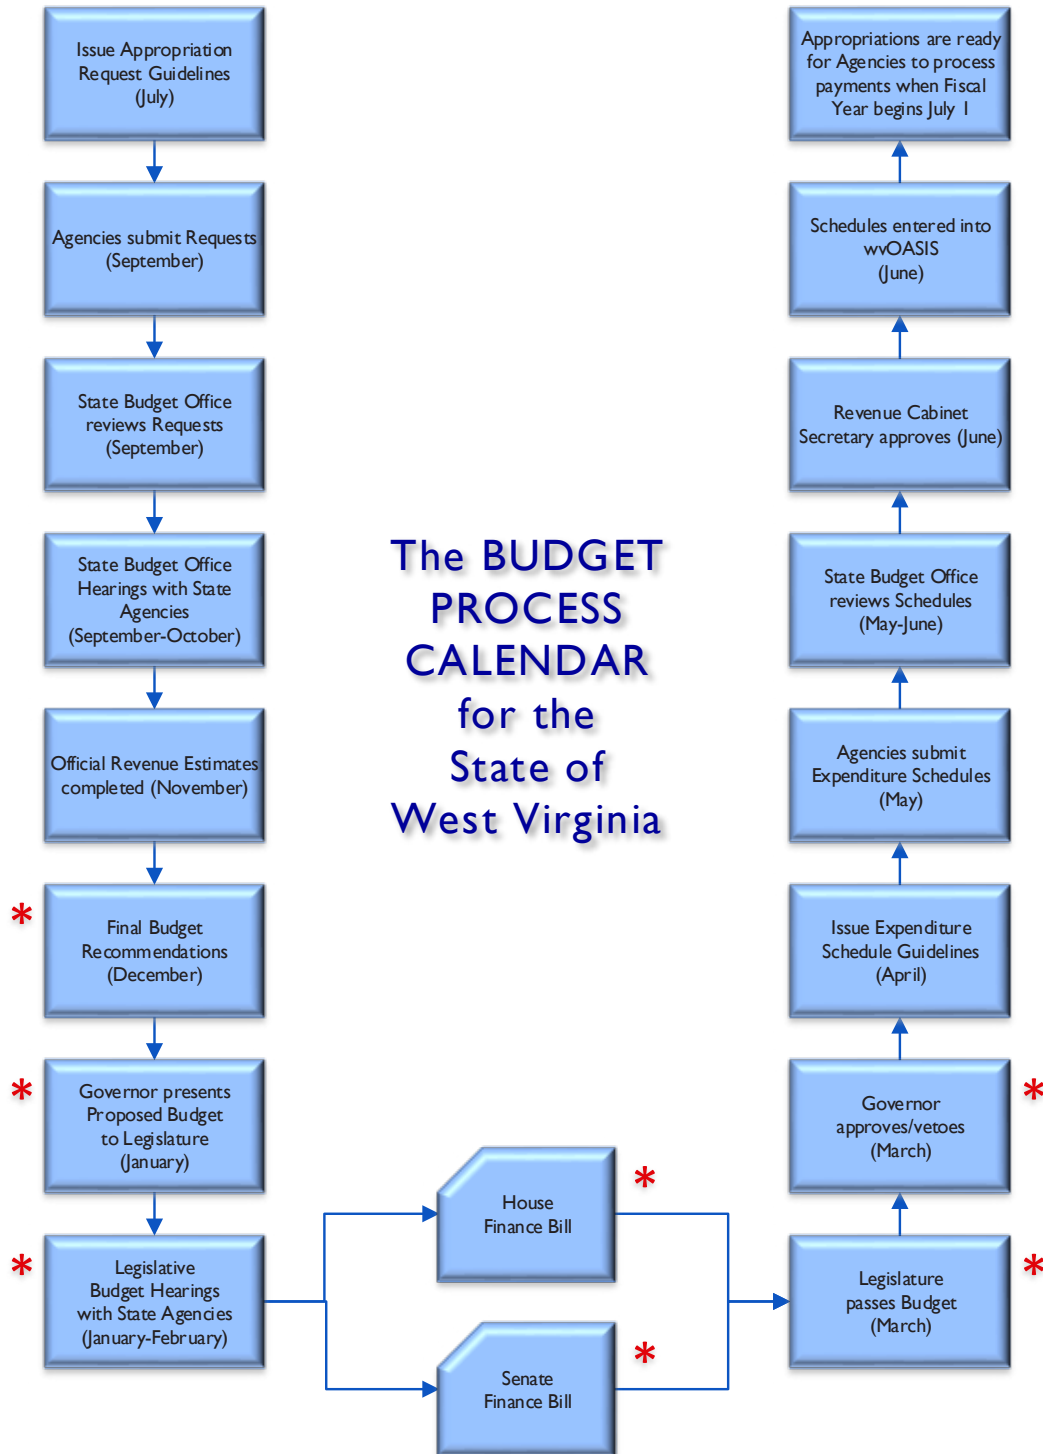 Issue Appropriation
Request Guidelines
(July)
Agencies submit Requests
(September)
State Budget Office
reviews Requests
(September)
State Budget Office
Hearings with State
Agencies
(September-October)
Official Revenue Estimates
completed (November)
*
Final Budget
Recommendations
(December)
*
Governor presents
Proposed Budget
to Legislature
(January)
*
Legislative
Budget Hearings
with State Agencies
(January-February)
The BUDGET
PROCESS
CALENDAR
for the
State of
West Virginia
House
Finance Bill
*
Senate
Finance Bill
*
Appropriations are ready
for Agencies to process
payments when Fiscal
Year begins July 1
Schedules entered into
wvOASIS
(June)
Revenue Cabinet
Secretary approves (June)
State Budget Office
reviews Schedules
(May-June)
Agencies submit
Expenditure Schedules
(May)
Issue Expenditure
Schedule Guidelines
(April)
Governor
approves/vetoes
(March)
*
Legislature
passes Budget
(March)
*